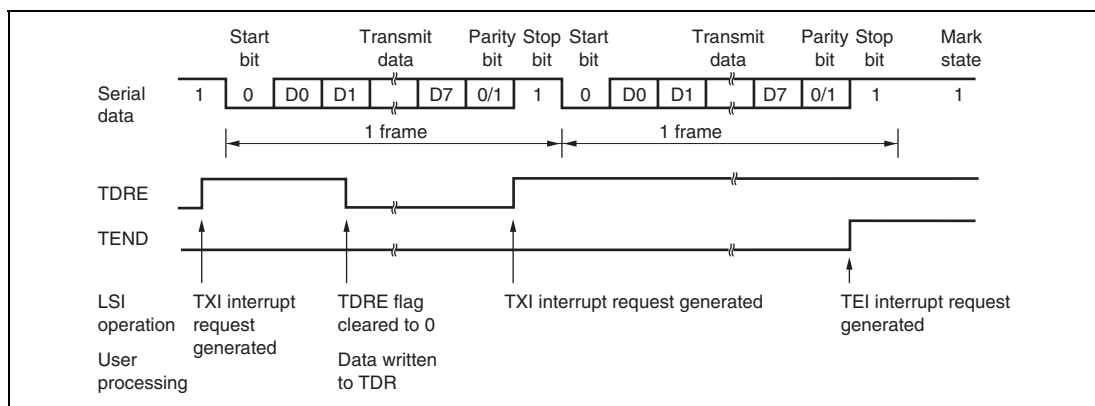 Start bit
Transmit data
Parity bit
Stop bit
Start bit
Transmit data
Parity bit
Stop bit
Mark state
Serial data
1 0 D0 D1 D7 0/1 1 0 D0 D1 D7 0/1 1 1
1 frame 1 frame
TDRE
TEND
LSI operation
TXI interrupt request generated
TDRE flag cleared to 0
TXI interrupt request generated
TEI interrupt request generated
User processing
Data written to TDR